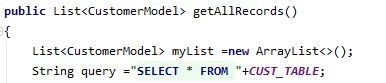 public List<CustomerModel> getAllRecords()
{
List<CustomerModel> myList =new ArrayList<>();
String query ="SELECT * FROM "+CUST_TABLE;